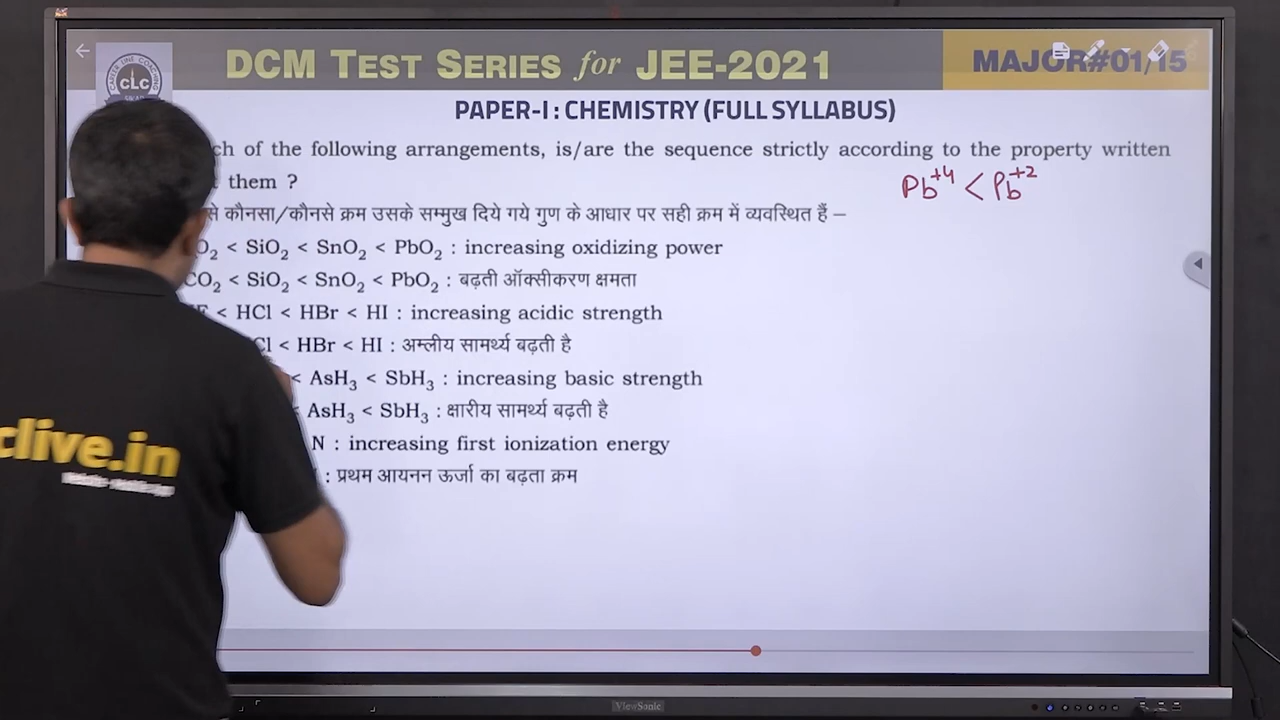 DCM TEST SERIES for JEE-2021
MAJOR#01/15
CLC
PAPER-I : CHEMISTRY (FULL SYLLABUS)
of the following arrangements, is/are the sequence strictly according to the property written
them ?
Pb+4 < Pb+2
से कौनसा/कौनसे क्रम उसके सम्मुख दिये गये गुण के आधार पर सही क्रम में व्यवस्थित हैं –
< SiO2 < SnO2 < PbO2 : increasing oxidizing power
CO2 < SiO2 < SnO2 < PbO2 : बढ़ती ऑक्सीकरण क्षमता
< HCl < HBr < HI : increasing acidic strength
< HBr < HI : अम्लीय सामर्थ्य बढ़ती है
< AsH3 < SbH3 : increasing basic strength
AsH3 < SbH3 : क्षारीय सामर्थ्य बढ़ती है
N : increasing first ionization energy
: प्रथम आयनन ऊर्जा का बढ़ता क्रम
clive.in
ViewSonic